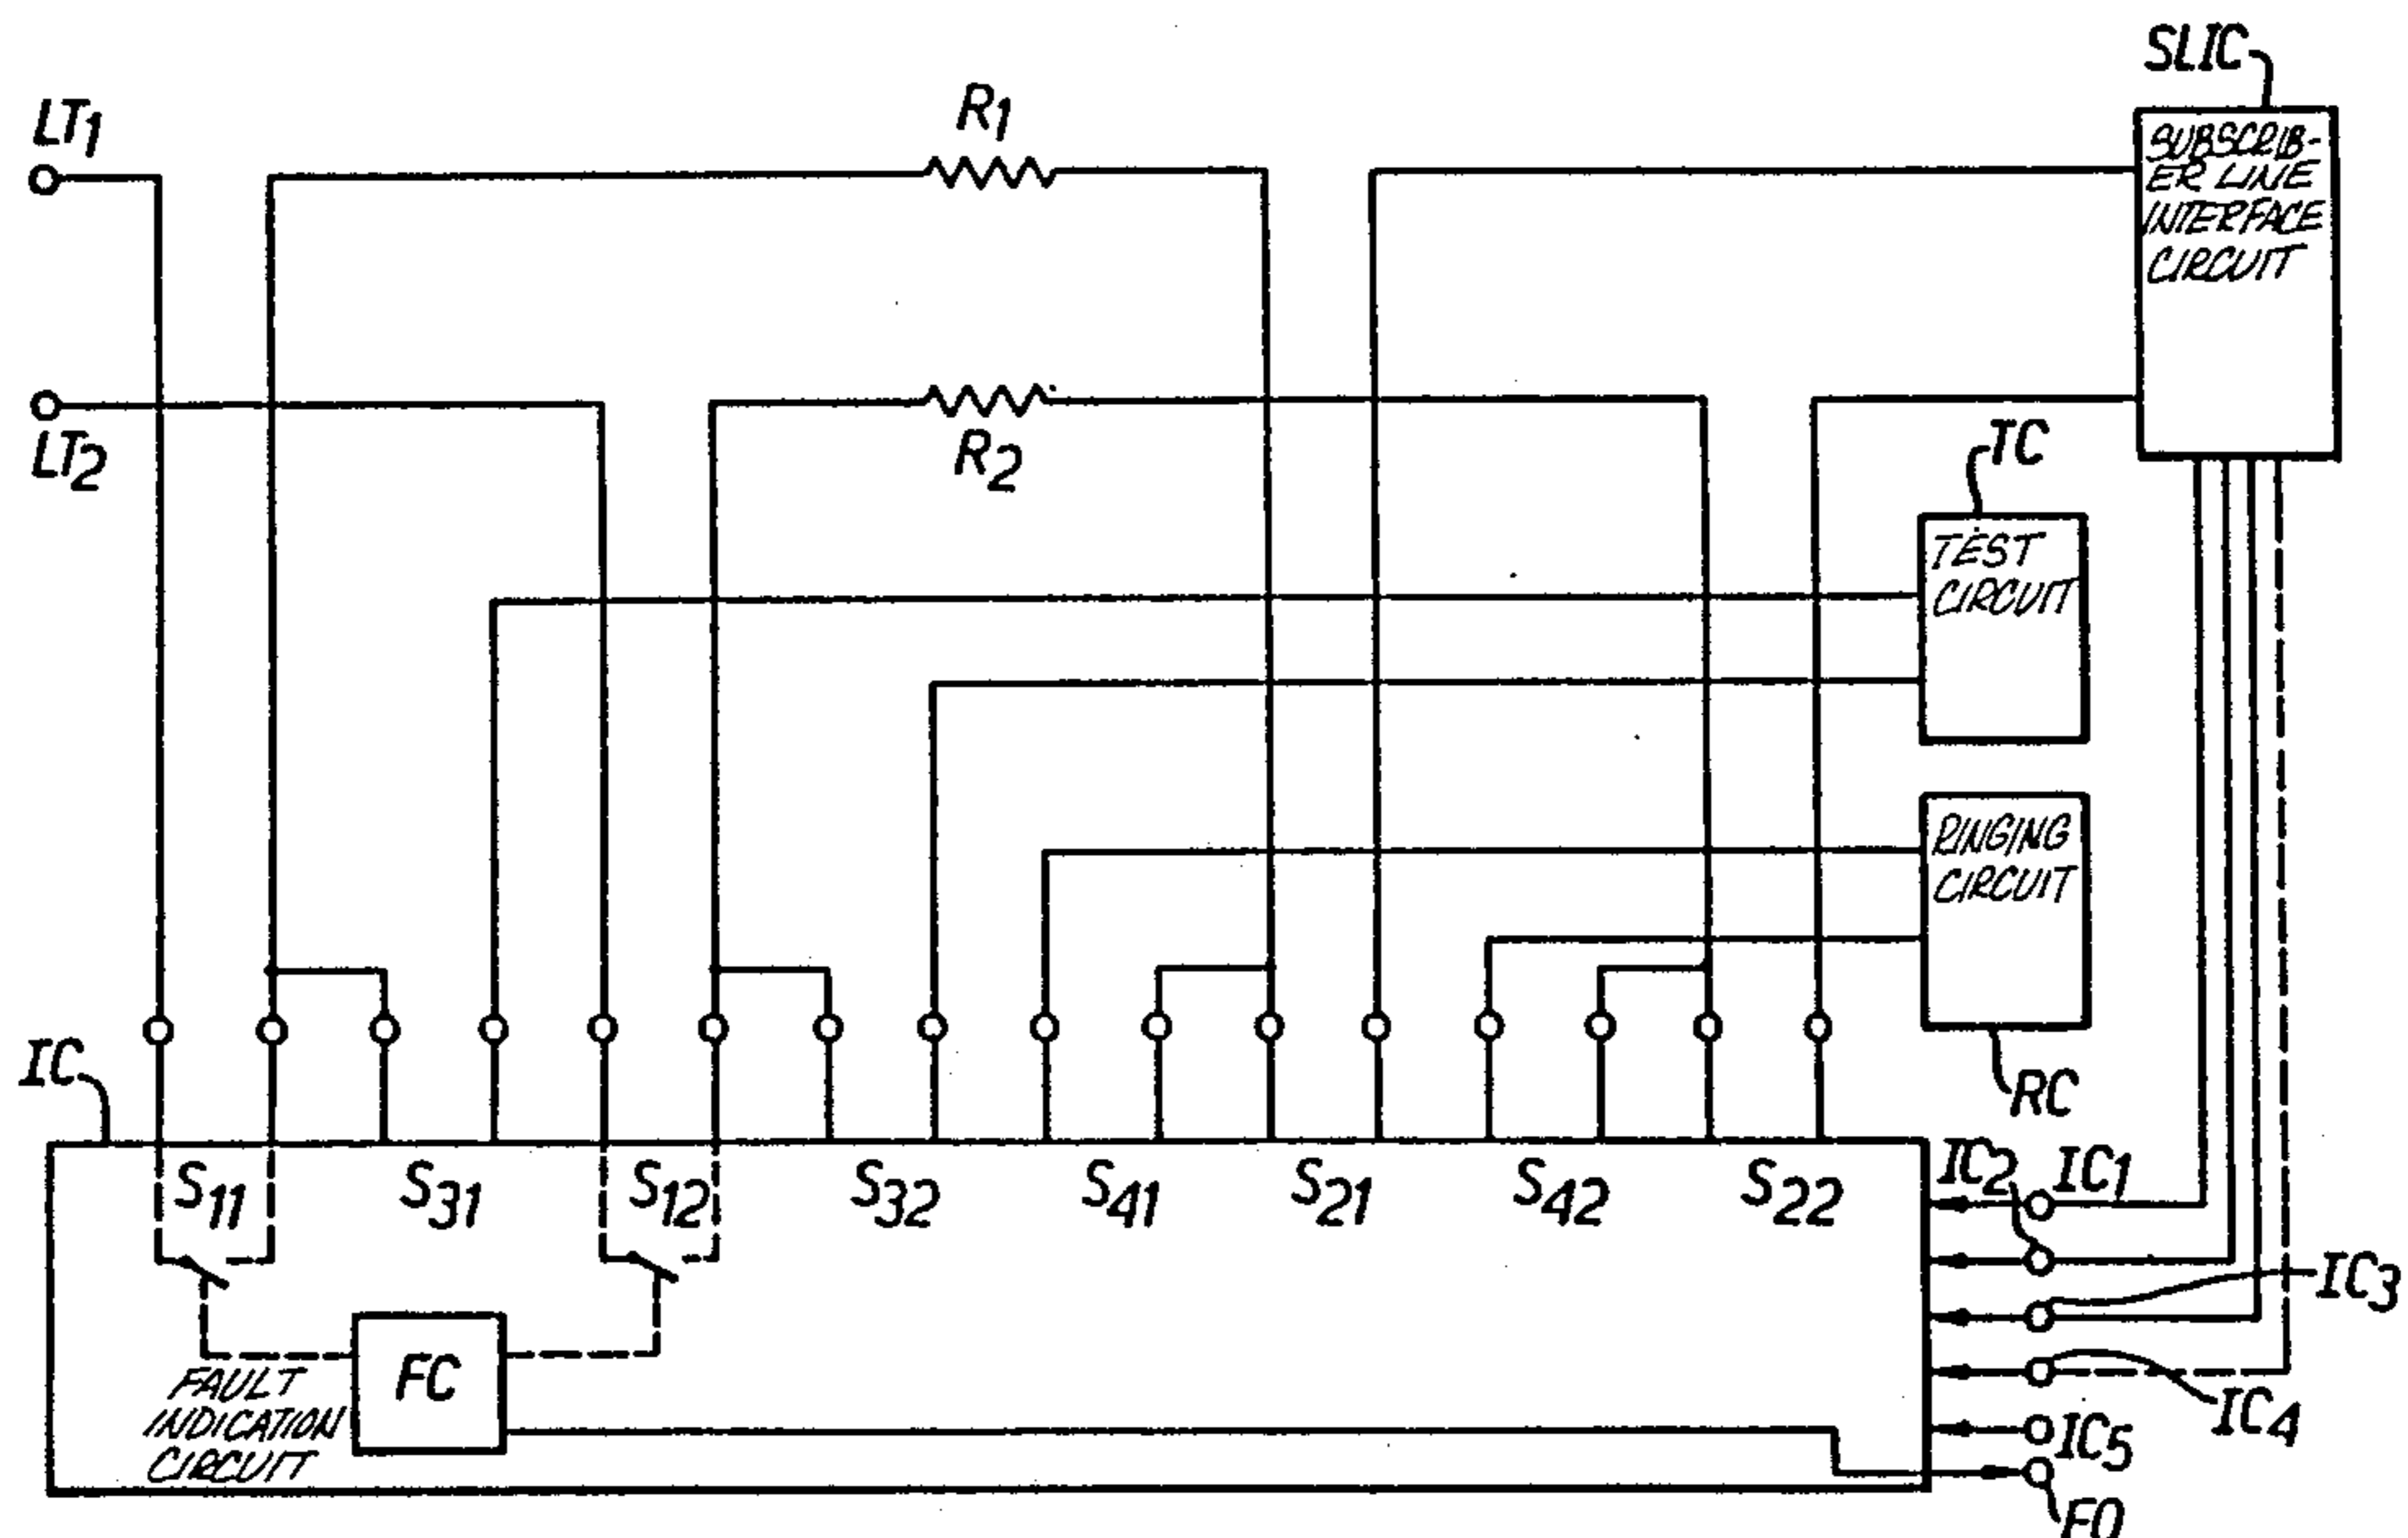 SLIC
LT1
R1
SUBSCRIB-
ER LINE
INTERFACE
CIRCUIT
LT2
R2
TC
TEST
CIRCUIT
RINGING
CIRCUIT
IC
RC
S11
S31
S12
S32
S41
S21
S42
S22
IC2
IC1
IC3
FC
FAULT
INDICATION
CIRCUIT
IC4
IC5